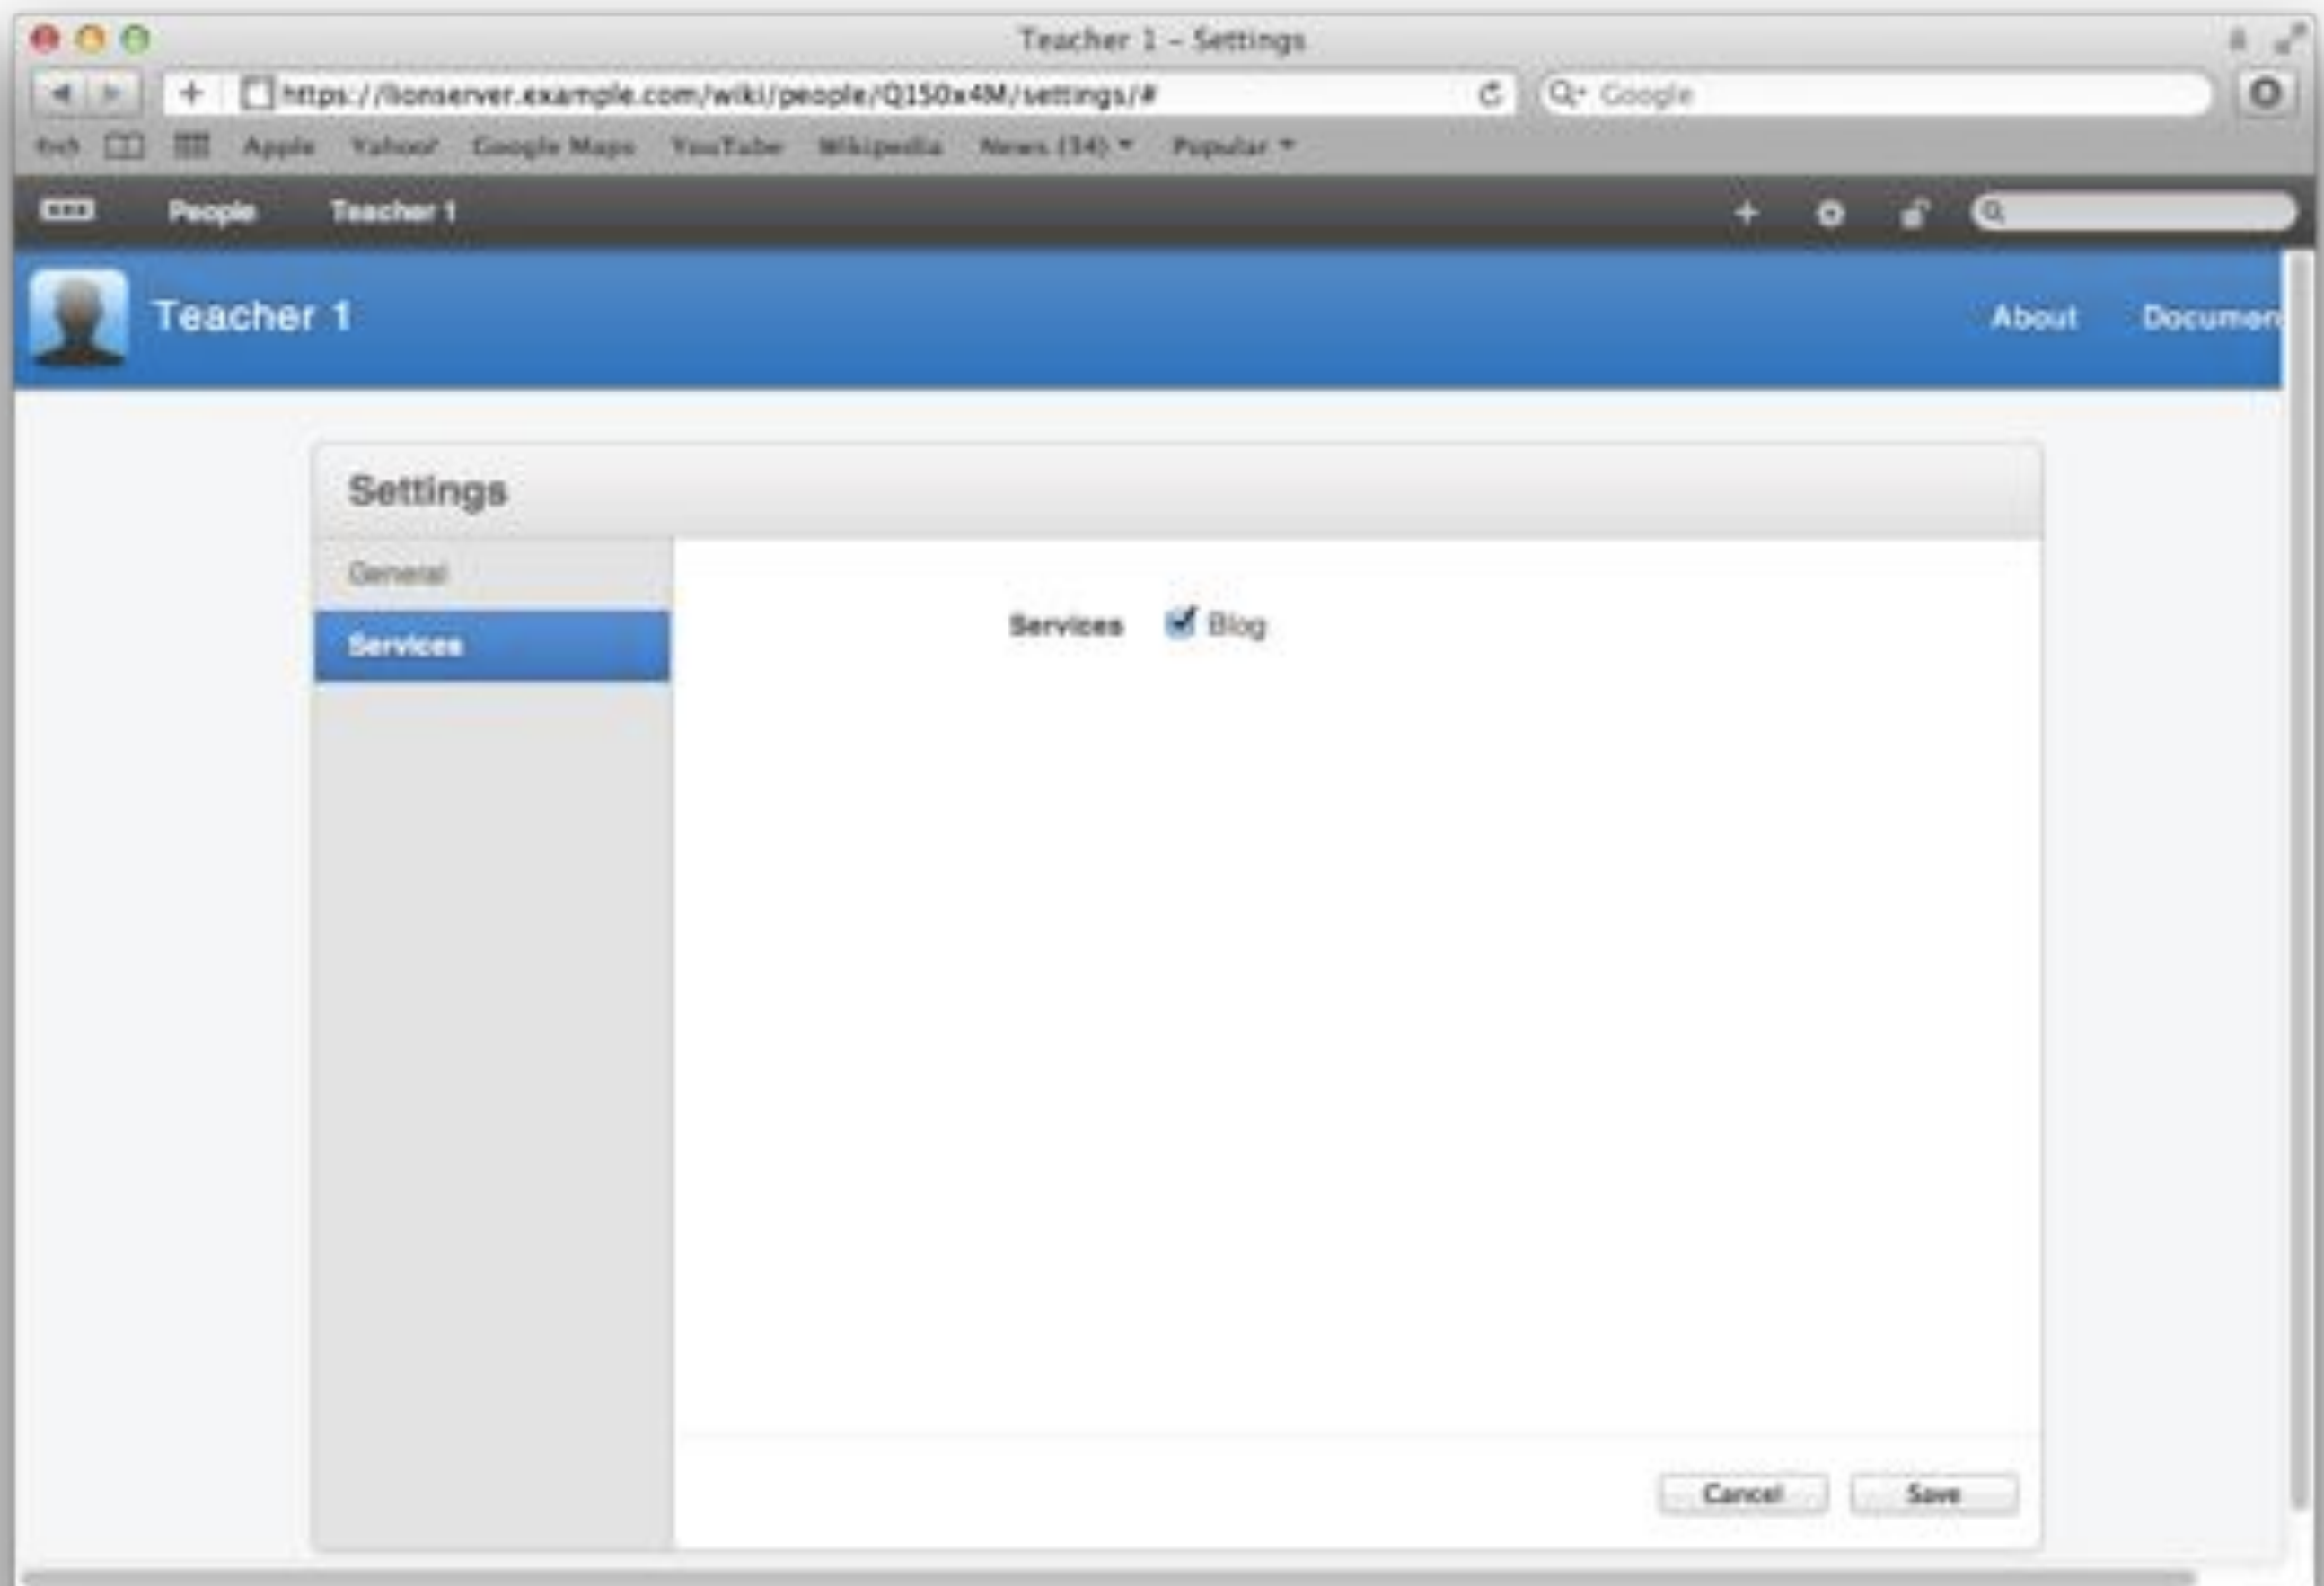 Teacher 1 – Settings
https://lionserver.example.com/wiki/people/Q150x4M/settings/#
Google
Apple Yahoo! Google Maps YouTube Wikipedia News (34) Popular
People Teacher 1
Teacher 1 About Documen
Settings
General
Services
Services Blog
Cancel Save